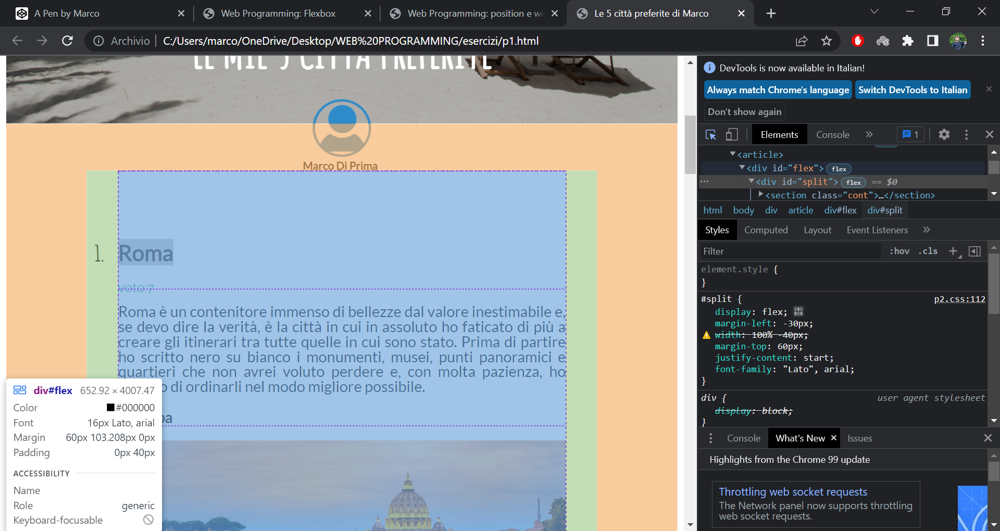 A Pen by Marco
Web Programming: Flexbox
Web Programming: position e we
Le 5 città preferite di Marco
Archivio
C:/Users/marco/OneDrive/Desktop/WEB%20PROGRAMMING/esercizi/p1.html
LE MIE 5 CITTÀ PREFERITE
Marco Di Prima
1.
Roma
voto:7
Roma è un contenitore immenso di bellezze dal valore inestimabile e,
se devo dire la verità, è la città in cui in assoluto ho faticato di più a
creare gli itinerari tra tutte quelle in cui sono stato. Prima di partire
ho scritto nero su bianco i monumenti, musei, punti panoramici e
quartieri che non avrei voluto perdere e, con molta pazienza, ho
di ordinarli nel modo migliore possibile.
div#flex 652.92 × 4007.47
Color #000000
Font 16px Lato, arial
Margin 60px 103.208px 0px
Padding 0px 40px
ACCESSIBILITY
Name
Role generic
Keyboard-focusable
DevTools is now available in Italian!
Always match Chrome's language
Switch DevTools to Italian
Don't show again
Elements
Console
»
1
<article>
<div id="flex"> flex
··· <div id="split"> flex == $0
<section class="cont">…</section>
html body div article div#flex div#split
Styles Computed Layout Event Listeners »
Filter :hov .cls
element.style {
}
#split { p2.css:112
display: flex;
margin-left: -30px;
width: 100% -40px;
margin-top: 60px;
justify-content: start;
font-family: "Lato", arial;
}
div { user agent stylesheet
display: block;
}
Console What's New Issues
Highlights from the Chrome 99 update
Throttling web socket requests
The Network panel now supports throttling
web socket requests.